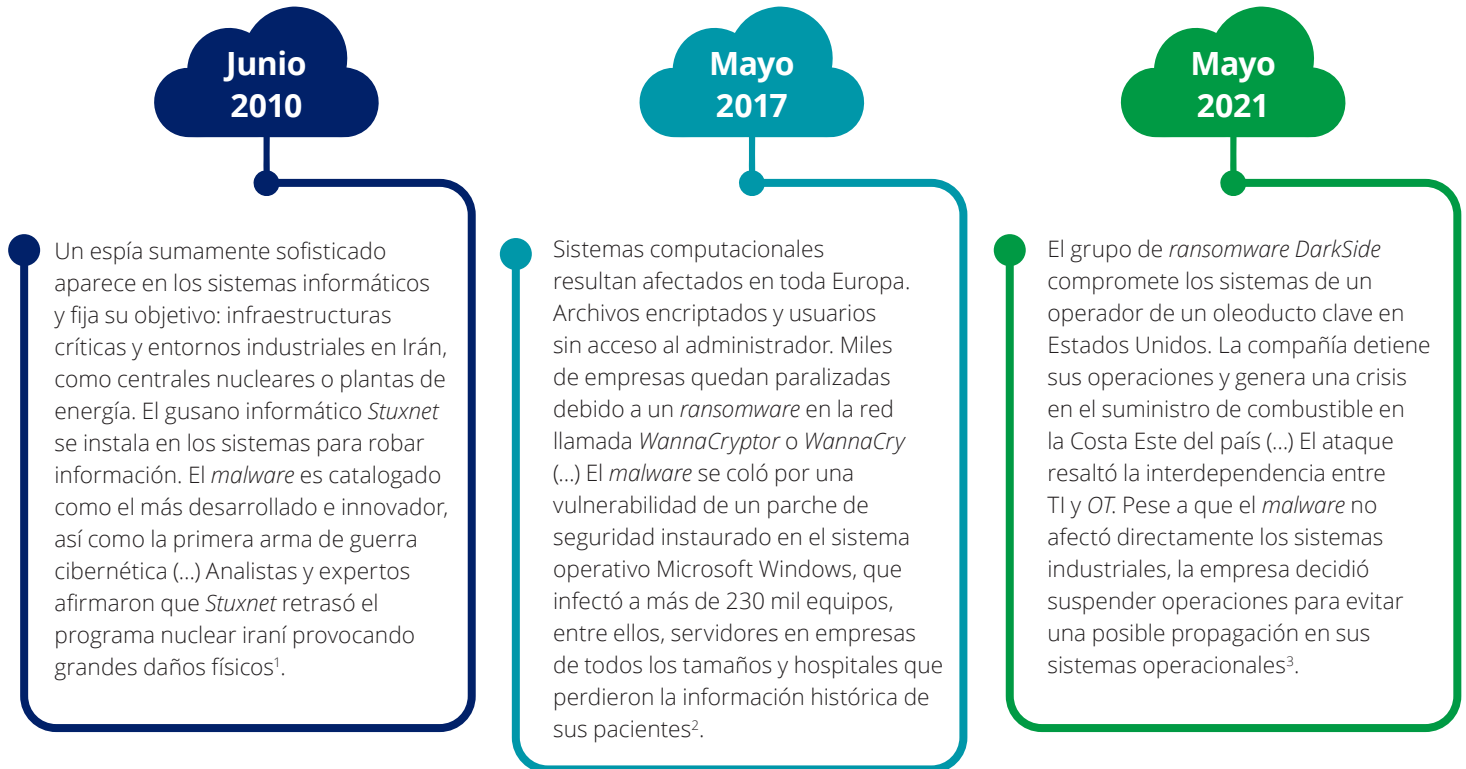 Junio
2010
Un espía sumamente sofisticado
aparece en los sistemas informáticos
y fija su objetivo: infraestructuras
críticas y entornos industriales en Irán,
como centrales nucleares o plantas de
energía. El gusano informático Stuxnet
se instala en los sistemas para robar
información. El malware es catalogado
como el más desarrollado e innovador,
así como la primera arma de guerra
cibernética (...) Analistas y expertos
afirmaron que Stuxnet retrasó el
programa nuclear iraní provocando
grandes daños físicos¹.
Mayo
2017
Sistemas computacionales
resultan afectados en toda Europa.
Archivos encriptados y usuarios
sin acceso al administrador. Miles
de empresas quedan paralizadas
debido a un ransomware en la red
llamada WannaCryptor o WannaCry
(...) El malware se coló por una
vulnerabilidad de un parche de
seguridad instaurado en el sistema
operativo Microsoft Windows, que
infectó a más de 230 mil equipos,
entre ellos, servidores en empresas
de todos los tamaños y hospitales que
perdieron la información histórica de
sus pacientes².
Mayo
2021
El grupo de ransomware DarkSide
compromete los sistemas de un
operador de un oleoducto clave en
Estados Unidos. La compañía detiene
sus operaciones y genera una crisis
en el suministro de combustible en
la Costa Este del país (...) El ataque
resaltó la interdependencia entre
TI y OT. Pese a que el malware no
afectó directamente los sistemas
industriales, la empresa decidió
suspender operaciones para evitar
una posible propagación en sus
sistemas operacionales³.